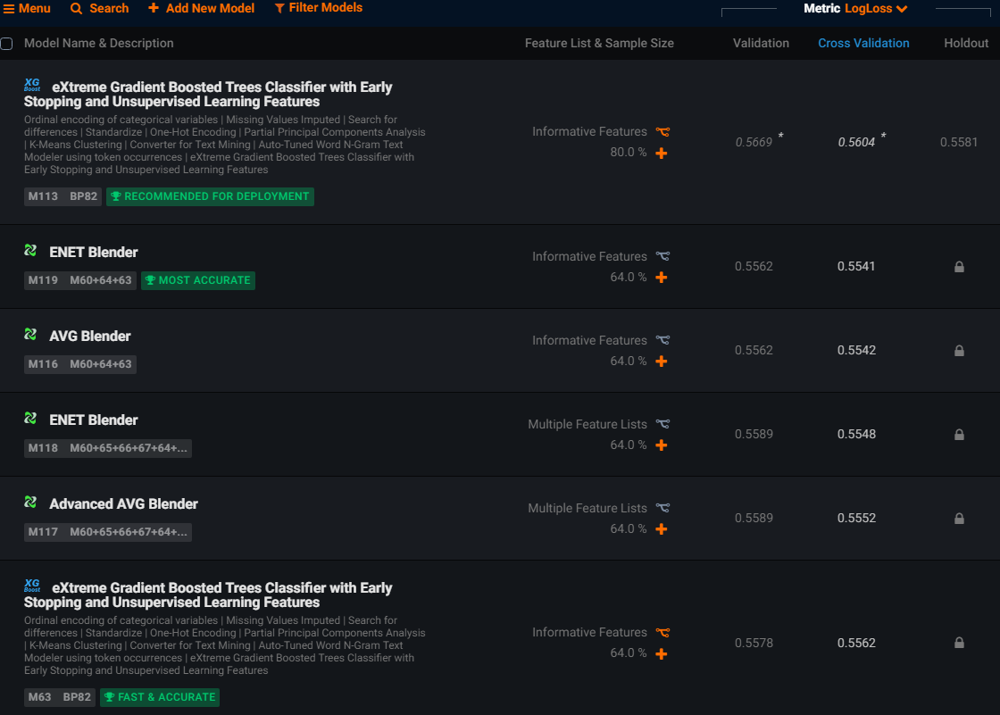 Menu Search Add New Model Filter Models Metric LogLoss
Model Name & Description Feature List & Sample Size Validation Cross Validation Holdout
XG Boost eXtreme Gradient Boosted Trees Classifier with Early
Stopping and Unsupervised Learning Features
Ordinal encoding of categorical variables | Missing Values Imputed | Search for
differences | Standardize | One-Hot Encoding | Partial Principal Components Analysis
| K-Means Clustering | Converter for Text Mining | Auto-Tuned Word N-Gram Text
Modeler using token occurrences | eXtreme Gradient Boosted Trees Classifier with
Early Stopping and Unsupervised Learning Features
Informative Features
80.0 %
0.5669 * 0.5604 * 0.5581
M113 BP82 RECOMMENDED FOR DEPLOYMENT
ENET Blender
Informative Features
64.0 %
0.5562 0.5541
M119 M60+64+63 MOST ACCURATE
AVG Blender
Informative Features
64.0 %
0.5562 0.5542
M116 M60+64+63
ENET Blender
Multiple Feature Lists
64.0 %
0.5589 0.5548
M118 M60+65+66+67+64+...
Advanced AVG Blender
Multiple Feature Lists
64.0 %
0.5589 0.5552
M117 M60+65+66+67+64+...
XG Boost eXtreme Gradient Boosted Trees Classifier with Early
Stopping and Unsupervised Learning Features
Ordinal encoding of categorical variables | Missing Values Imputed | Search for
differences | Standardize | One-Hot Encoding | Partial Principal Components Analysis
| K-Means Clustering | Converter for Text Mining | Auto-Tuned Word N-Gram Text
Modeler using token occurrences | eXtreme Gradient Boosted Trees Classifier with
Early Stopping and Unsupervised Learning Features
Informative Features
64.0 %
0.5578 0.5562
M63 BP82 FAST & ACCURATE